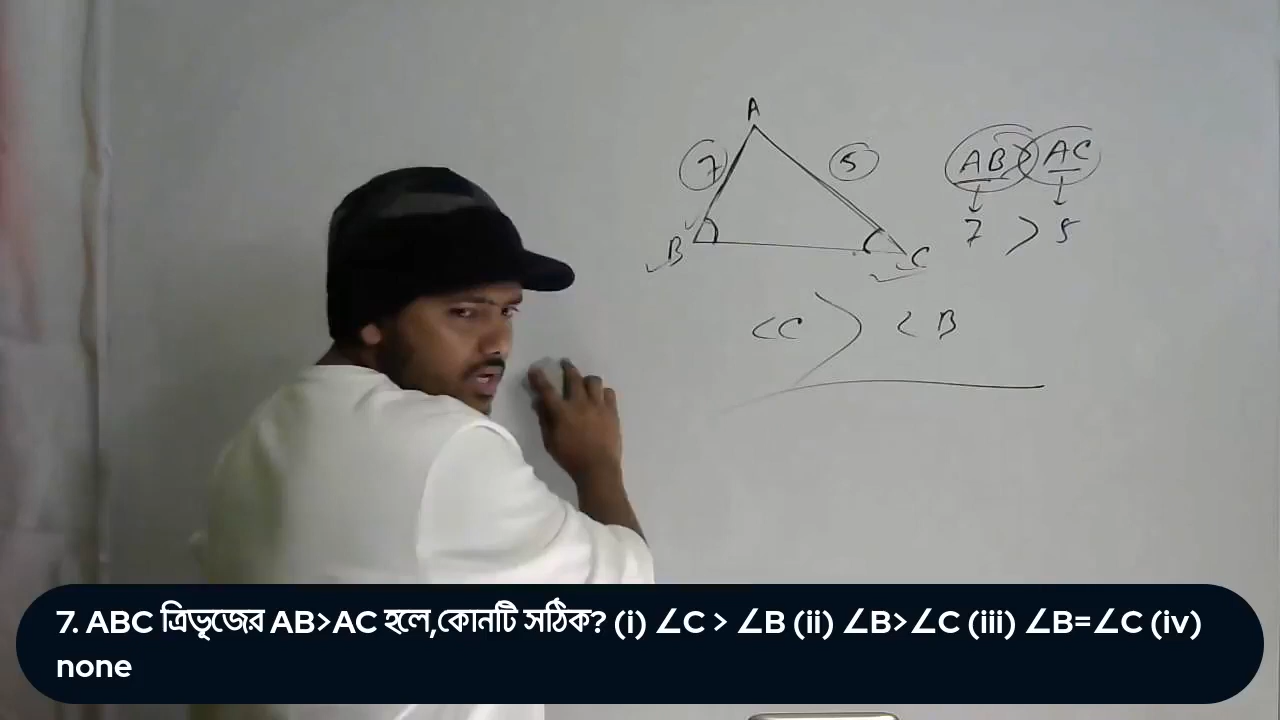 A
7 5 AB > AC
B C 7 > 5
<C > < B
7. ABC ত্রিভূজের AB>AC হলে,কোনটি সঠিক? (i) ∠C > ∠B (ii) ∠B>∠C (iii) ∠B=∠C (iv)
none